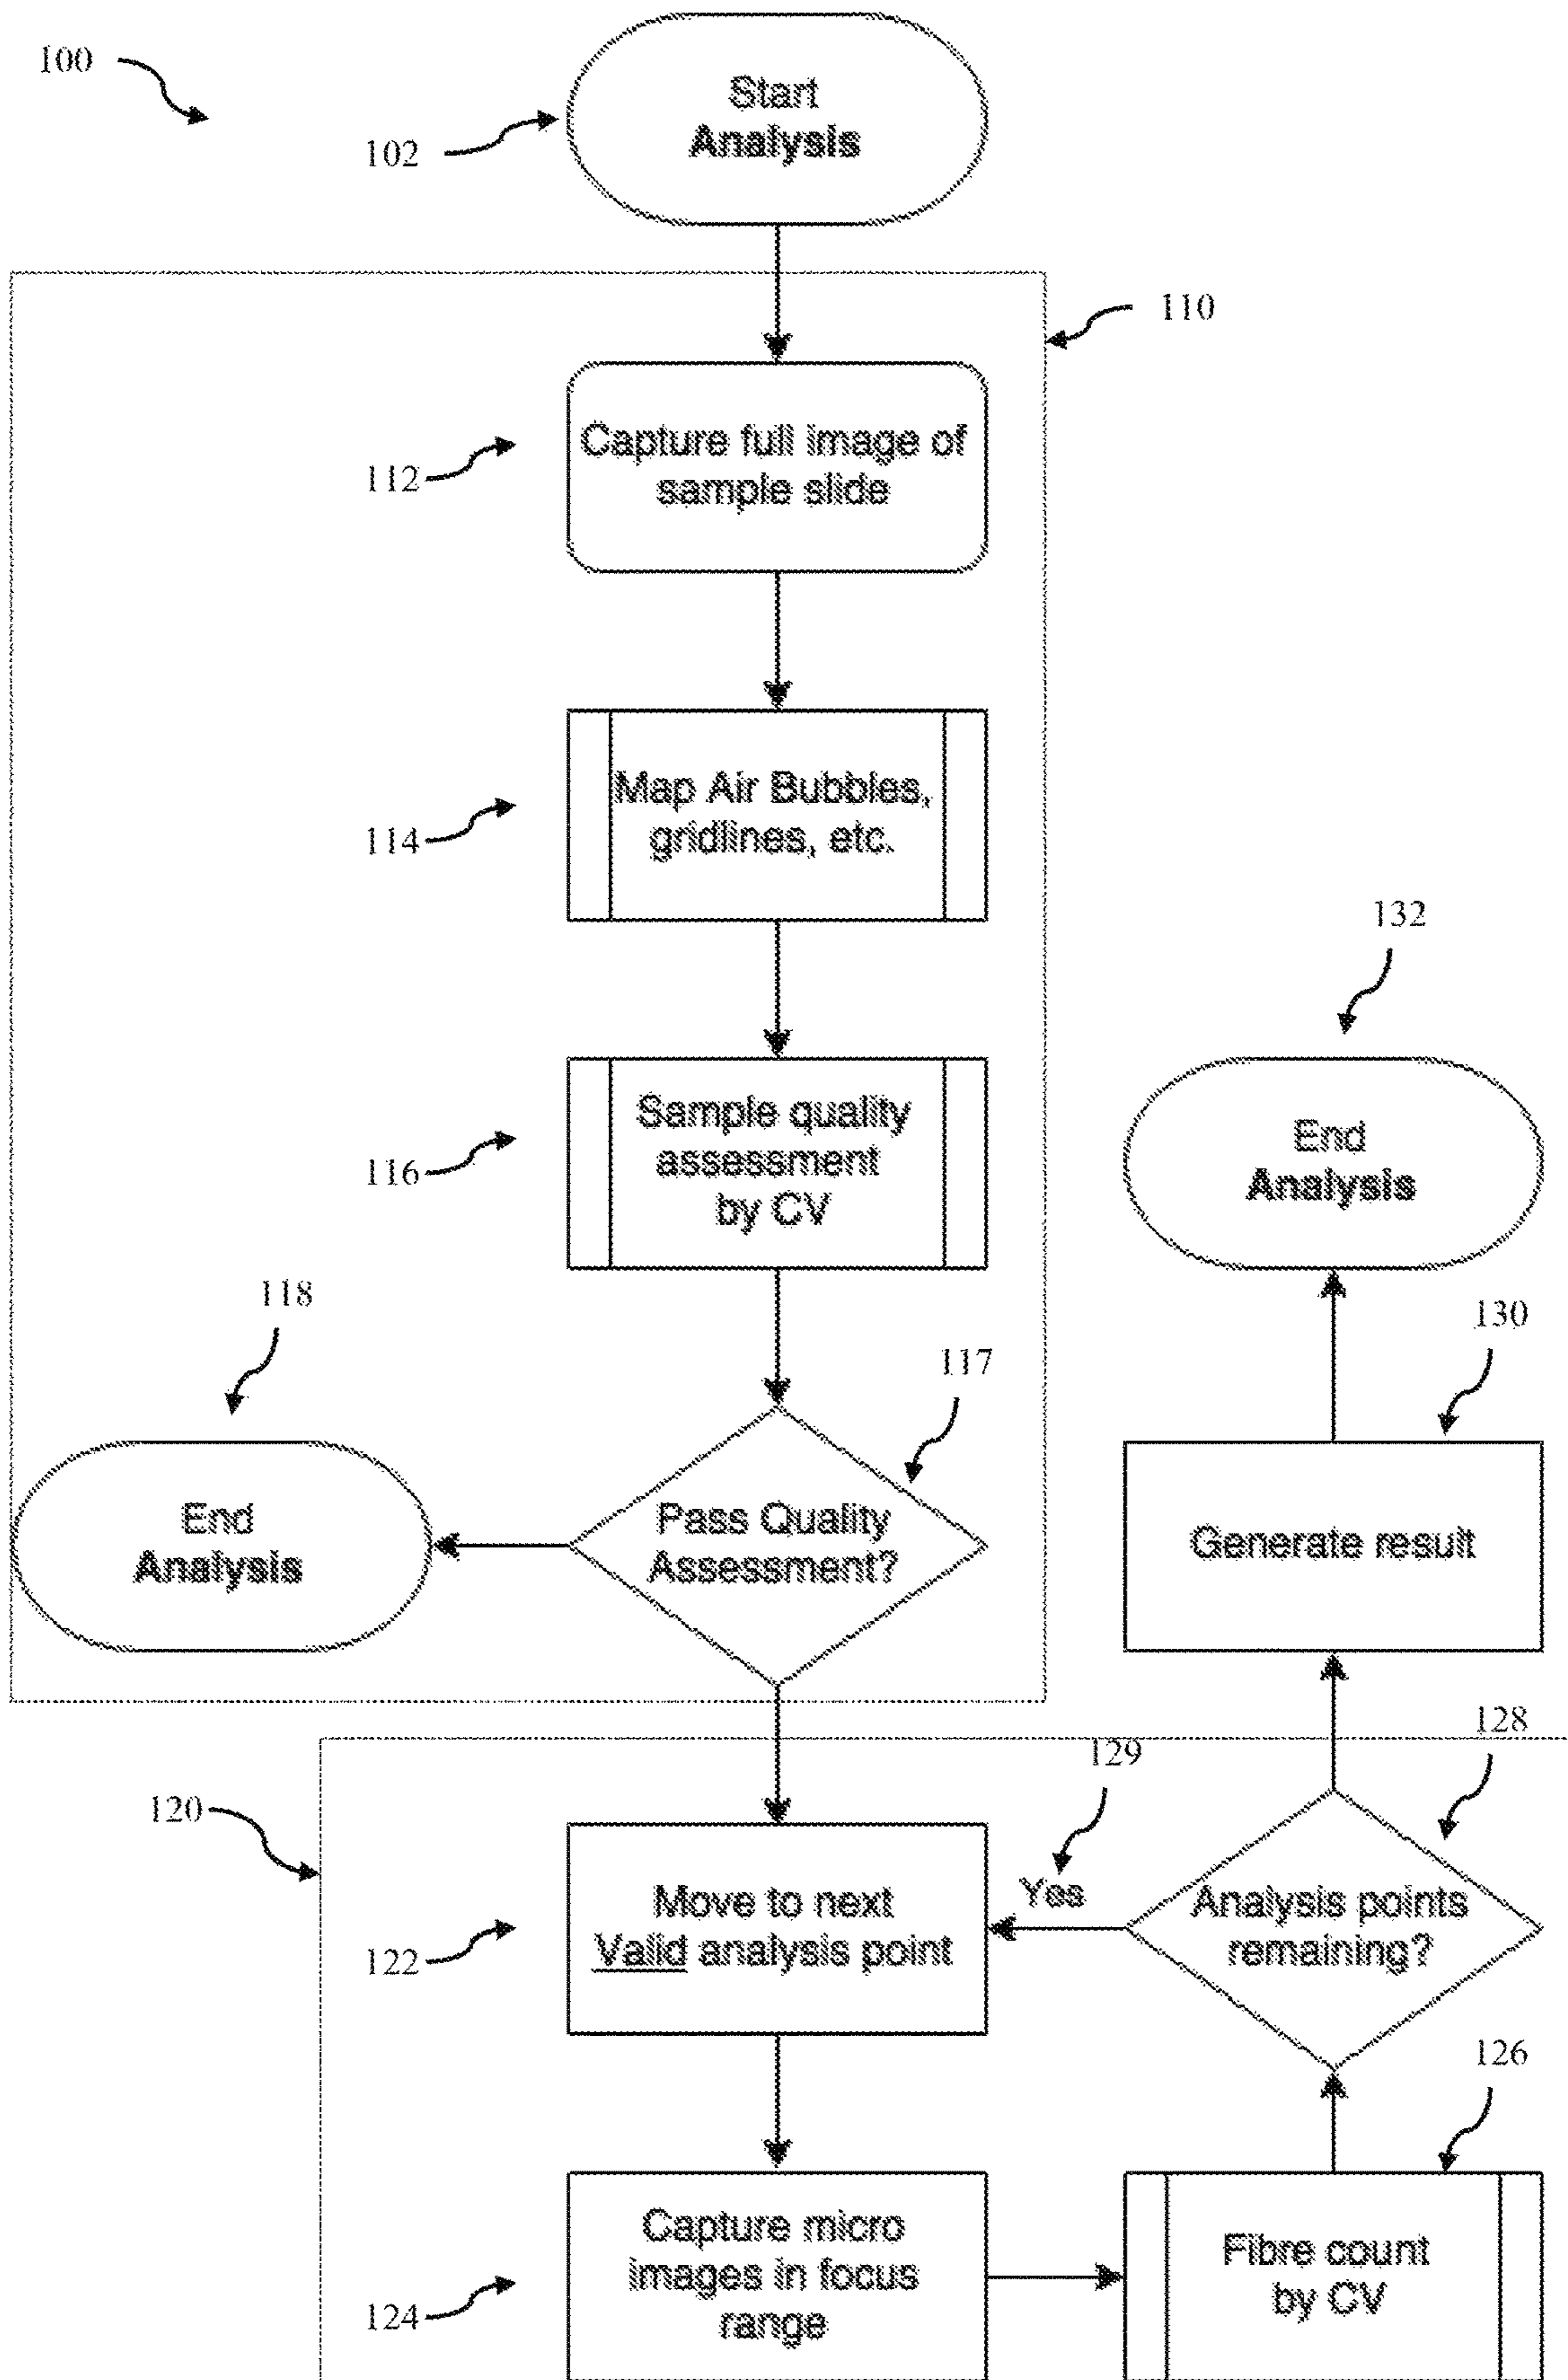 100
Start
Analysis
102
110
Capture full image of
sample slide
112
Map Air Bubbles,
gridlines, etc.
114
132
Sample quality
assessment
by CV
116
End
Analysis
118
130
117
End
Analysis
Pass Quality
Assessment?
Generate result
128
129
120
Yes
Move to next
Valid analysis point
Analysis points
remaining?
122
126
Capture micro
images in focus
range
Fibre count
by CV
124